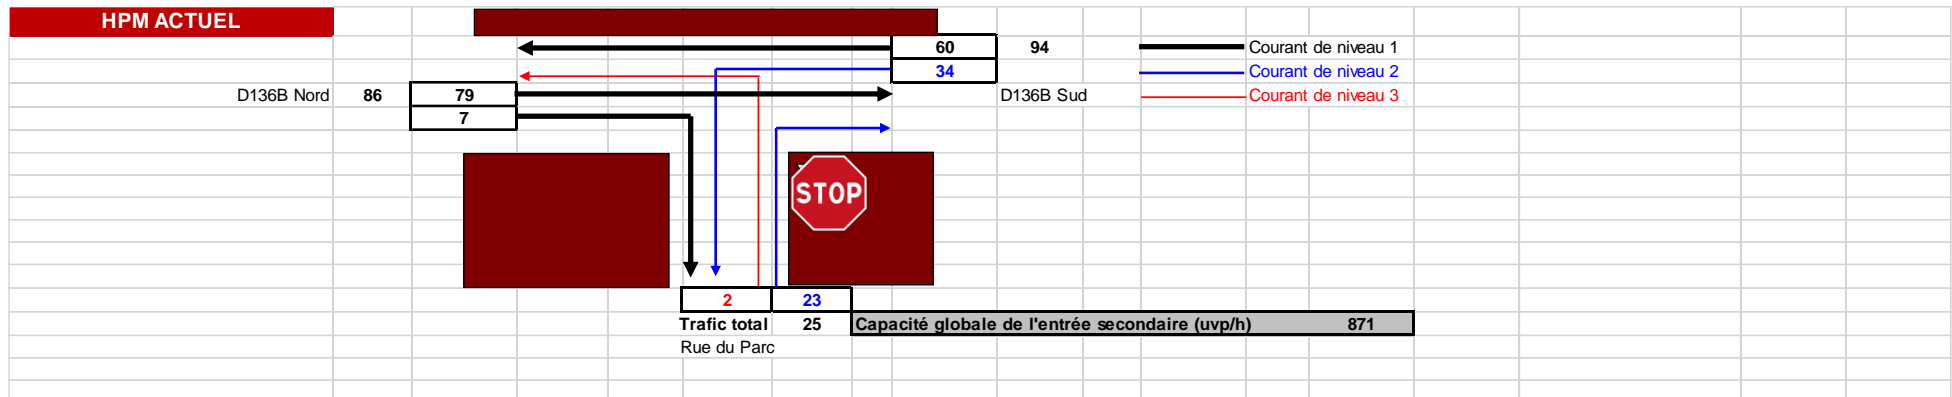 HPM ACTUEL
60 94 Courant de niveau 1
34 Courant de niveau 2
D136B Nord 86 79 D136B Sud Courant de niveau 3
7
STOP
2 23
Trafic total 25 Capacité globale de l'entrée secondaire (uvp/h) 871
Rue du Parc